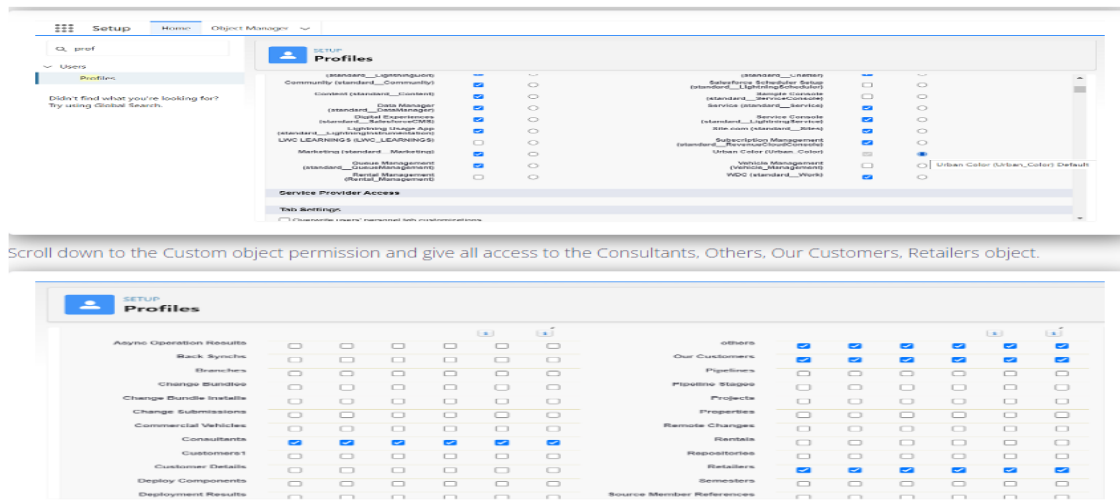 Setup Home Object Manager
pref
SETUP
Profiles
Users
Profiles
Didn't find what you're looking for?
Try using Global Search.
(standard__LightningBolt)
(standard__Chatter)
Community (standard__Community)
Salesforce Scheduler Setup
(standard__LightningScheduler)
Content (standard__Content)
Sample Console
(standard__ServiceConsole)
Data Manager
(standard__DataManager)
Service (standard__Service)
Digital Experiences
(standard__SalesforceCMS)
Service Console
(standard__LightningService)
Lightning Usage App
(standard__LightningInstrumentation)
Site.com (standard__Sites)
LWC LEARNINGS (LWC_LEARNINGS)
Subscription Management
(standard__RevenueCloudConsole)
Marketing (standard__Marketing)
Urban Color (Urban_Color)
Queue Management
(standard__QueueManagement)
Vehicle Management
(Vehicle_Management)
Urban Color (Urban_Color) Default
Rental Management
(Rental_Management)
WDC (standard__Work)
Service Provider Access
Tab Settings
Overwrite users' personal tab customizations
Scroll down to the Custom object permission and give all access to the Consultants, Others, Our Customers, Retailers object.
SETUP
Profiles
Async Operation Results others
Back Synchs Our Customers
Branches Pipelines
Change Bundles Pipeline Stages
Change Bundle Installs Projects
Change Submissions Properties
Commercial Vehicles Remote Changes
Consultants Rentals
Customers1 Repositories
Customer Details Retailers
Deploy Components Semesters
Deployment Results Source Member References